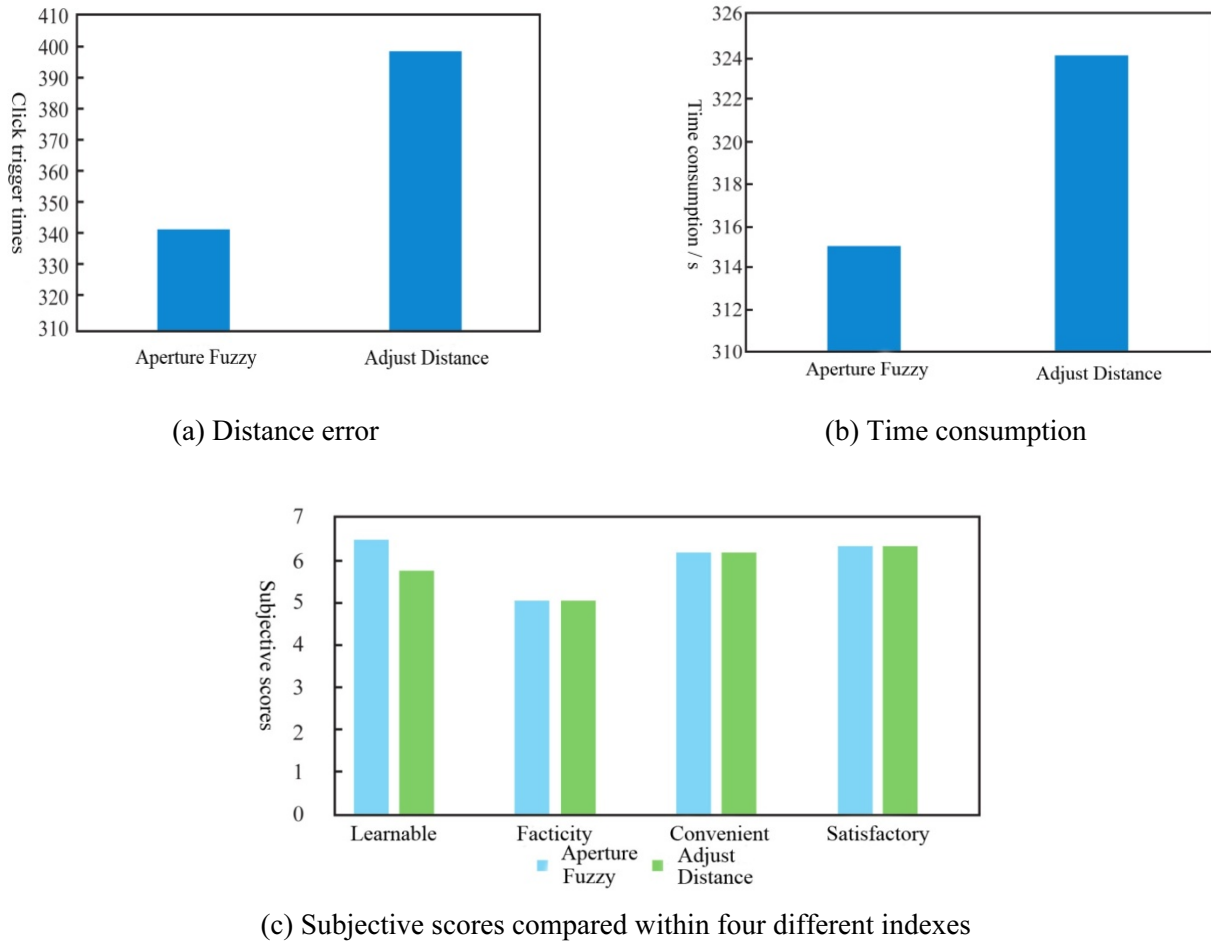 410
400
390
380
370
360
350
340
330
320
310
Click trigger times
Aperture Fuzzy
Adjust Distance
(a) Distance error
326
324
322
320
318
316
314
312
310
Time consumption / s
Aperture Fuzzy
Adjust Distance
(b) Time consumption
7
6
5
4
3
2
1
0
Subjective scores
Learnable
Facticity
Convenient
Satisfactory
Aperture
Fuzzy
Adjust
Distance
(c) Subjective scores compared within four different indexes